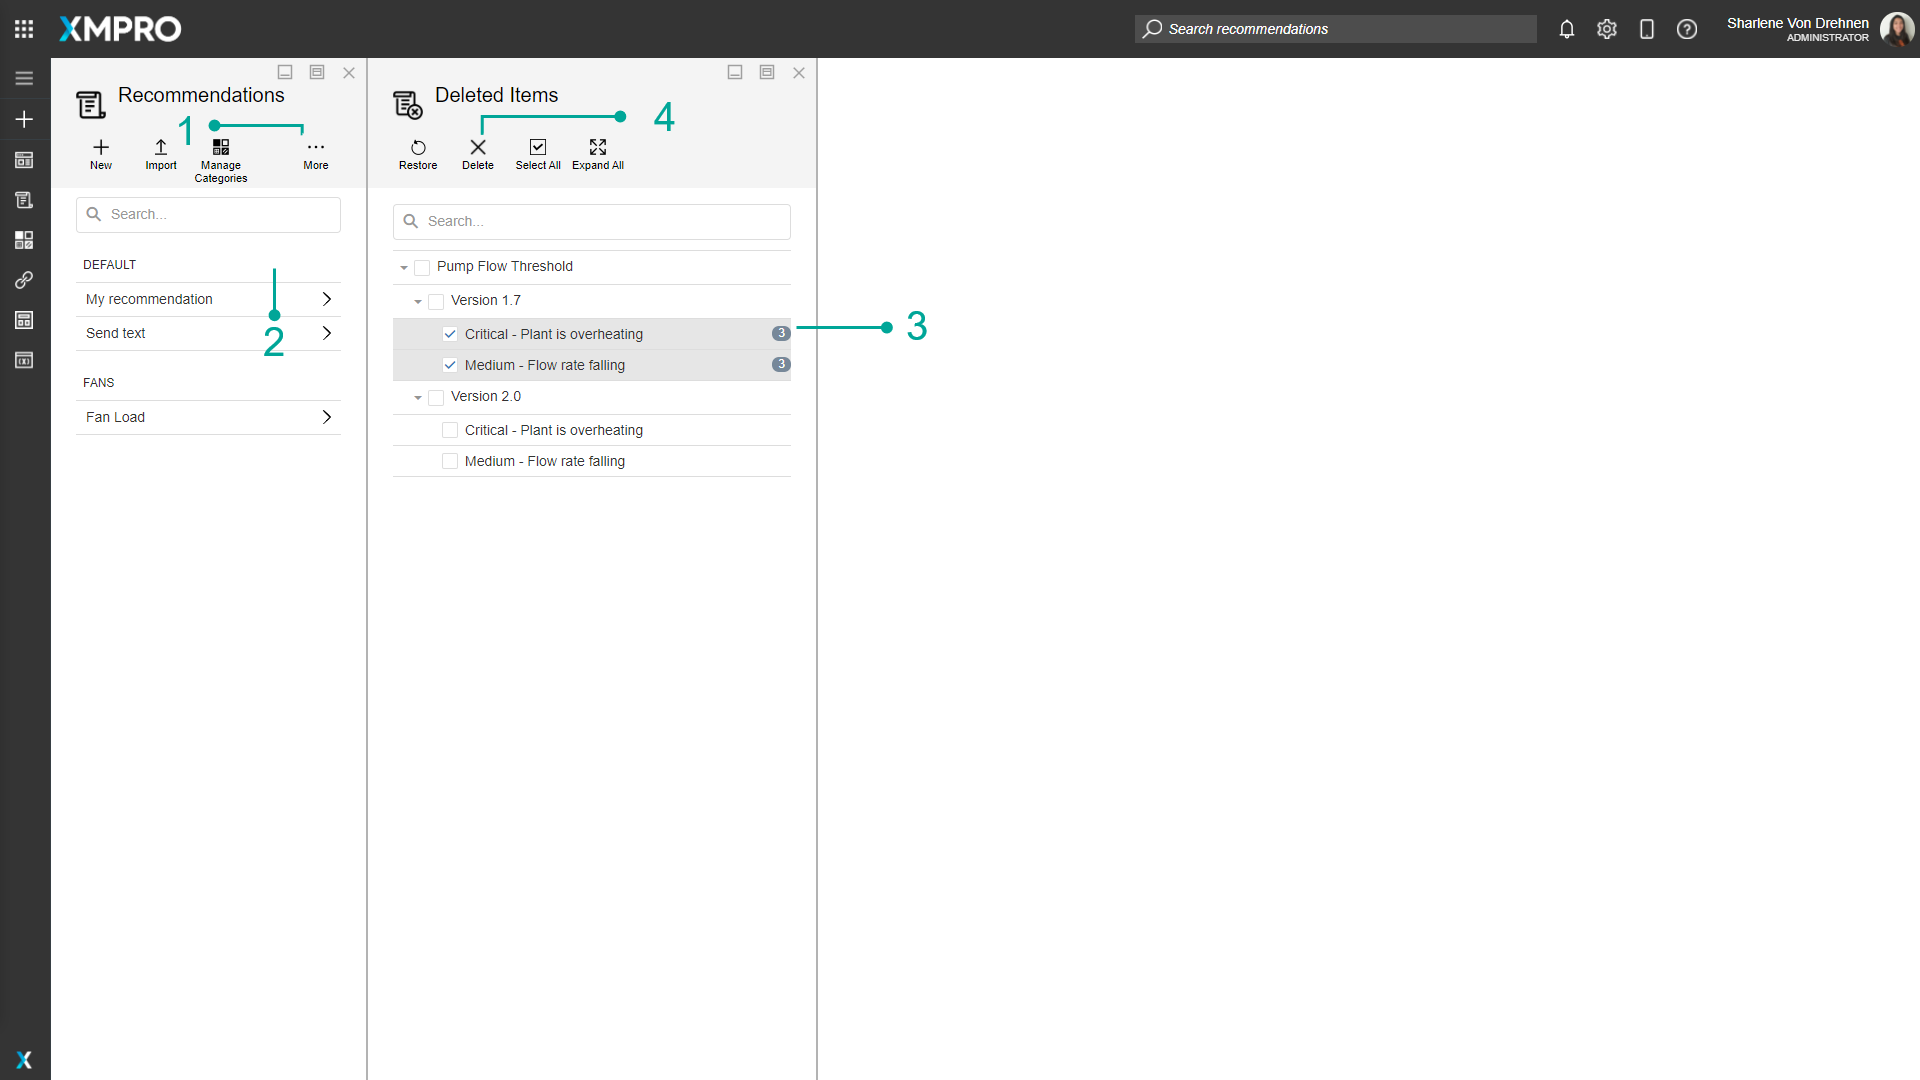 XMPRO
Search recommendations
Sharlene Von Drehnen
ADMINISTRATOR
Recommendations
1
New
Import
Manage Categories
More
Search...
DEFAULT
My recommendation
Send text
2
FANS
Fan Load
Deleted Items
4
Restore
Delete
Select All
Expand All
Search...
Pump Flow Threshold
Version 1.7
Critical - Plant is overheating 3
3
Medium - Flow rate falling 3
Version 2.0
Critical - Plant is overheating
Medium - Flow rate falling
X